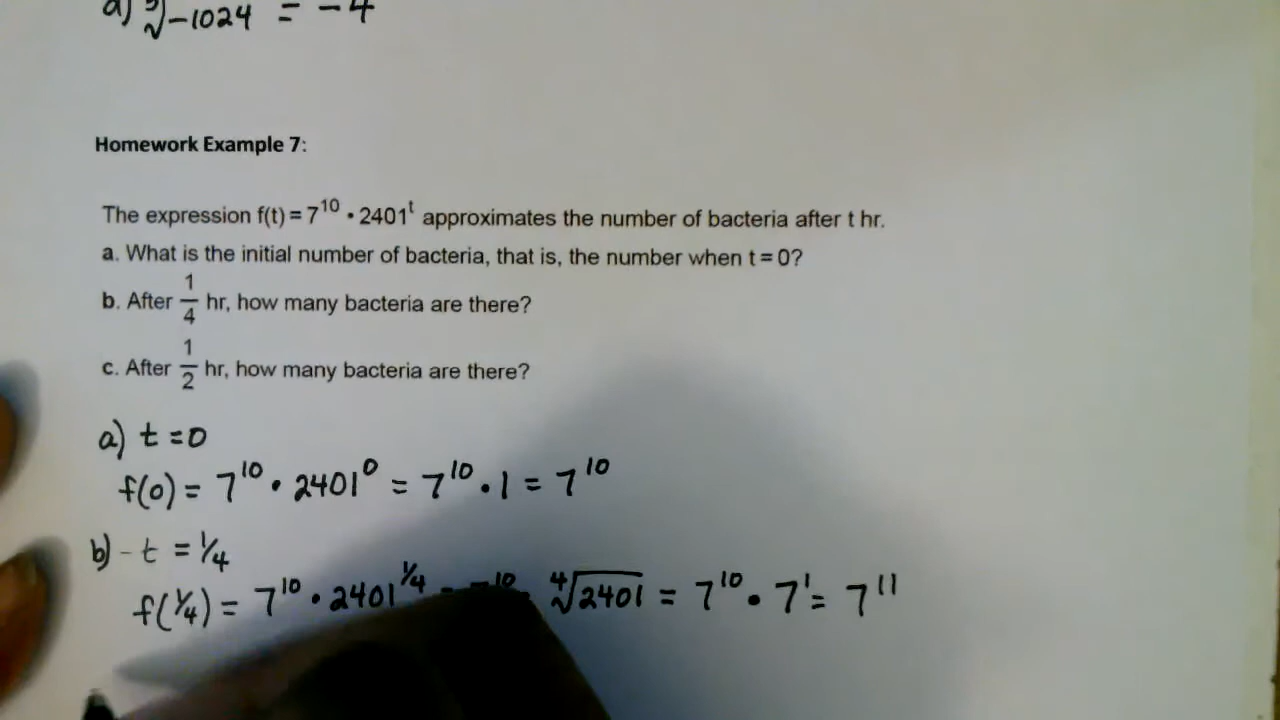 a) ⁵√-1024 = -4
Homework Example 7:
The expression f(t) = 7¹⁰ • 2401ᵗ approximates the number of bacteria after t hr.
a. What is the initial number of bacteria, that is, the number when t = 0?
b. After 1/4 hr, how many bacteria are there?
c. After 1/2 hr, how many bacteria are there?
a) t = 0
f(0) = 7¹⁰ • 2401⁰ = 7¹⁰ • 1 = 7¹⁰
b) - t = 1/4
f(1/4) = 7¹⁰ • 2401^1/4 = 7¹⁰ • ⁴√2401 = 7¹⁰ • 7¹ = 7¹¹